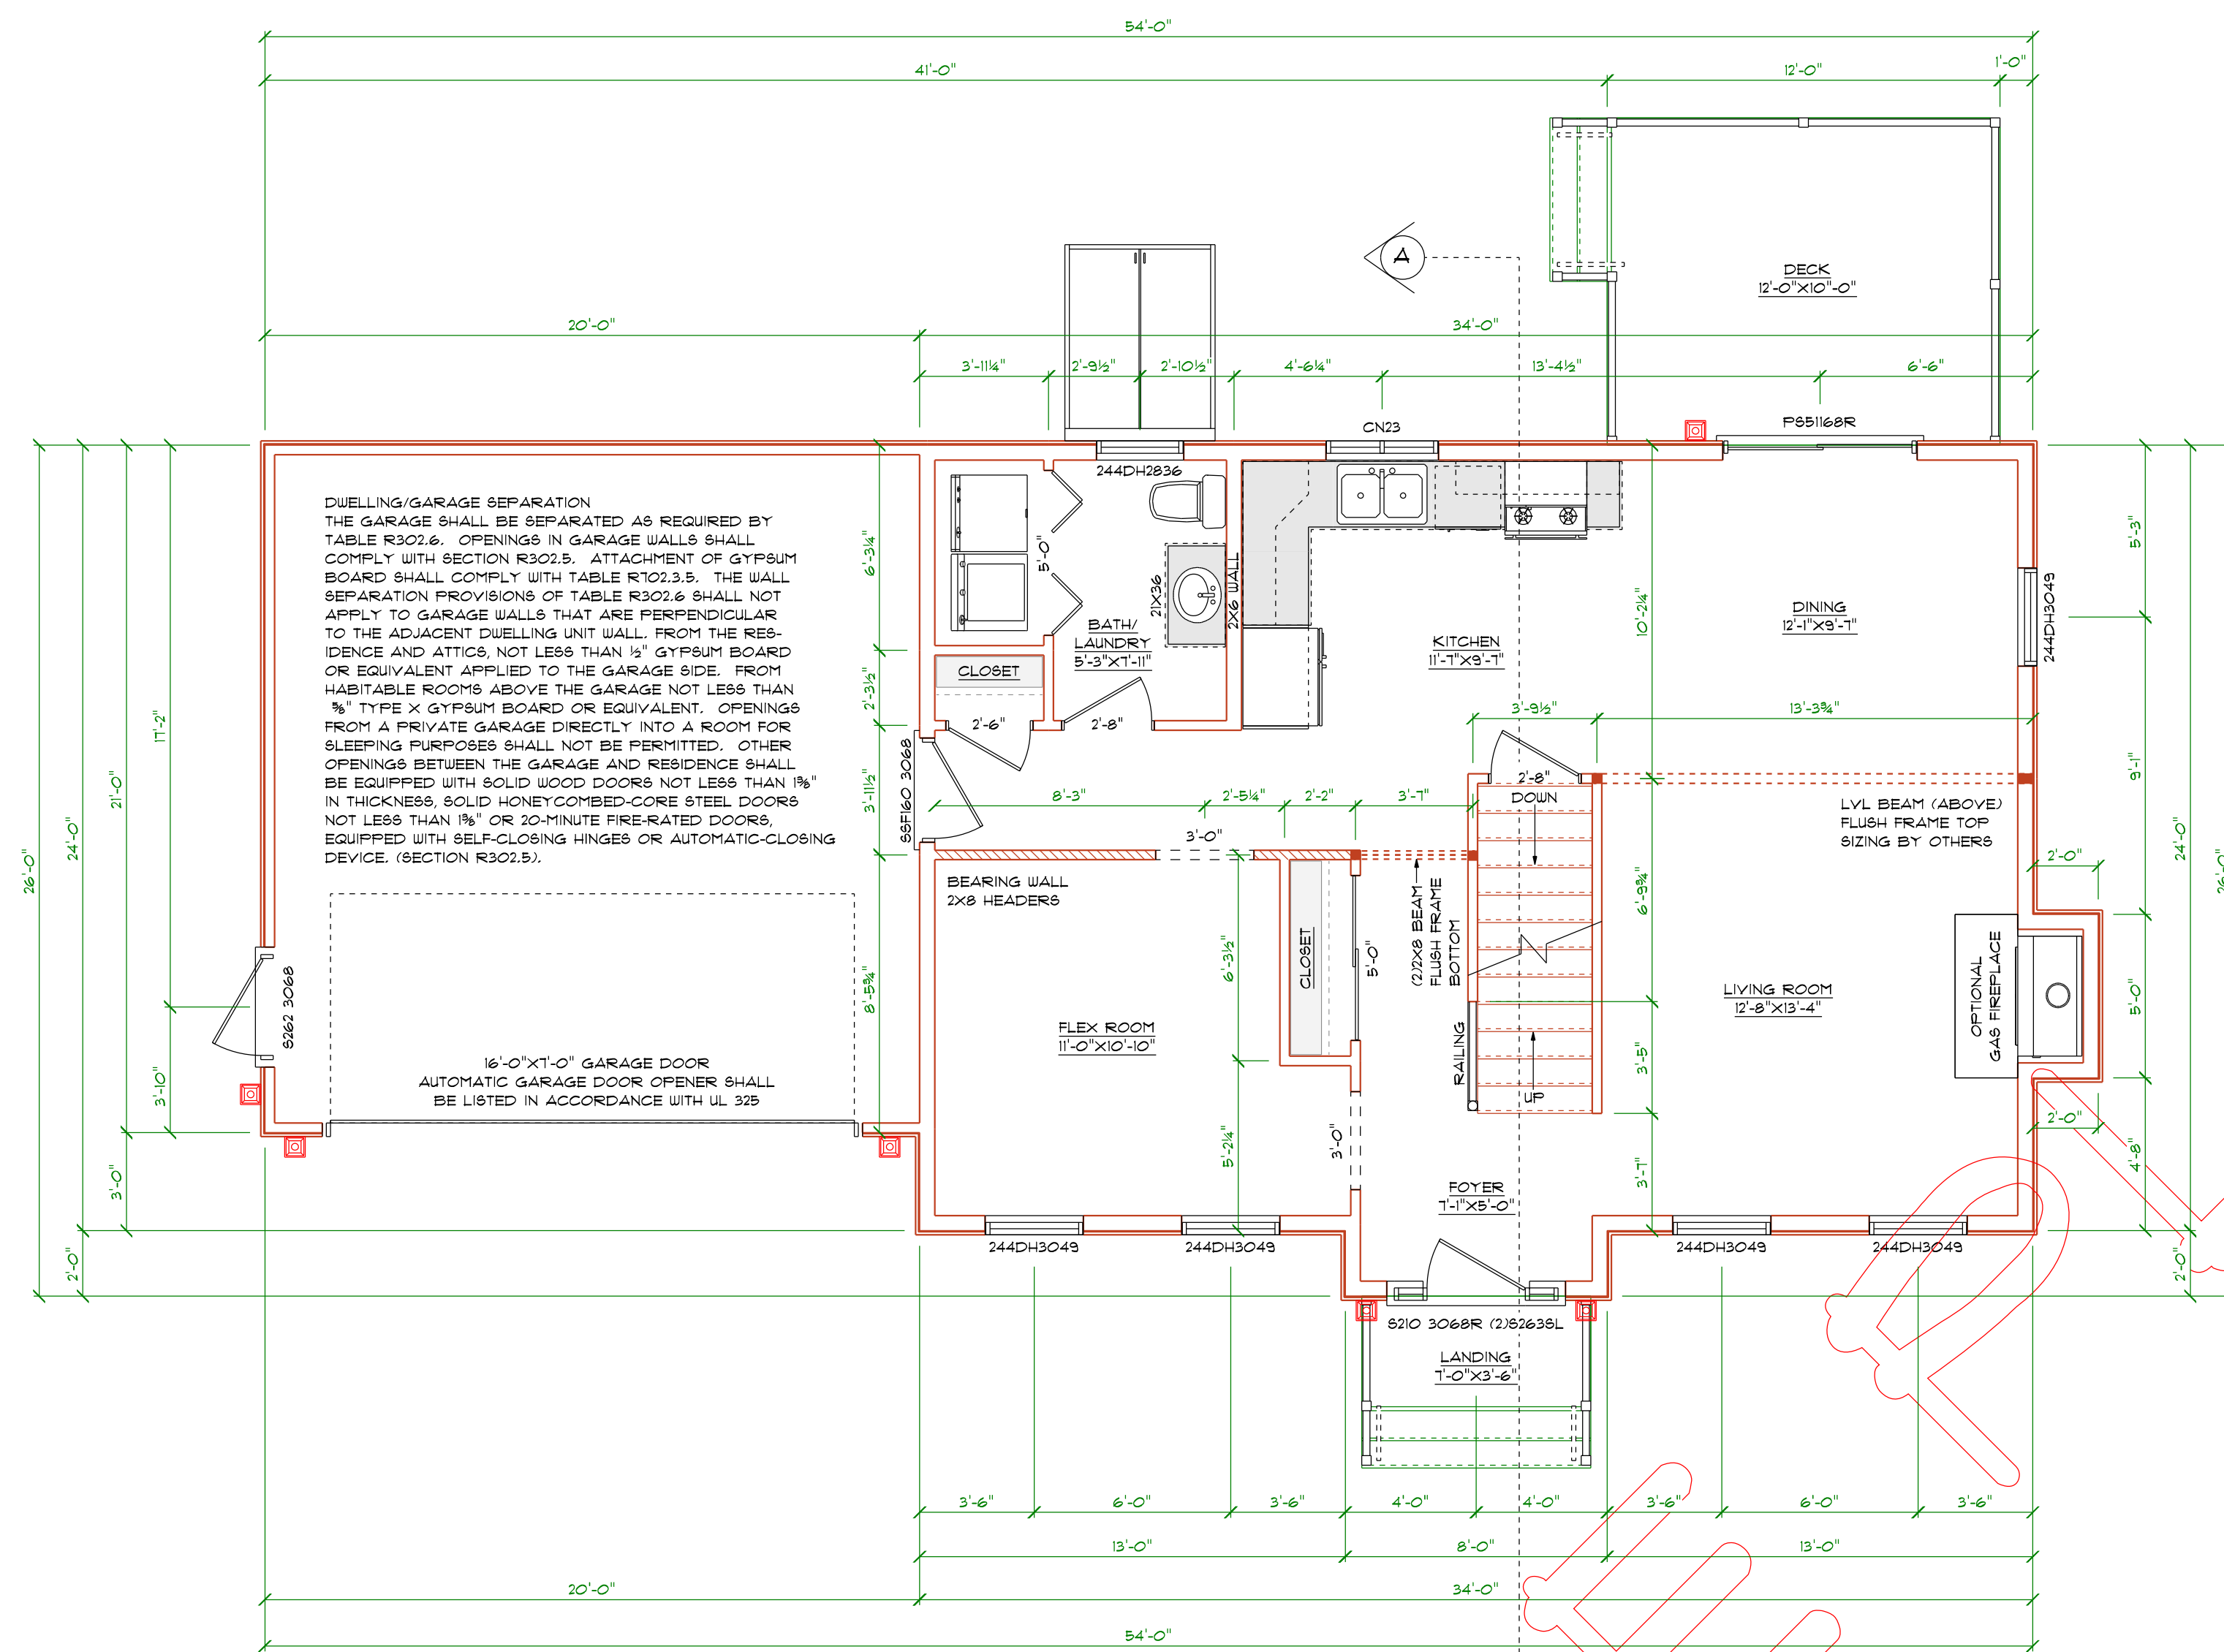 54'-0"
41'-0"
12'-0"
1'-0"
DECK
12'-0"X10'-0"
A
20'-0"
34'-0"
3'-11¼"
2'-9½"
2'-10½"
4'-6¼"
13'-4½"
6'-6"
CN23
PS51168R
244DH2836
DWELLING/GARAGE SEPARATION
THE GARAGE SHALL BE SEPARATED AS REQUIRED BY
TABLE R302.6. OPENINGS IN GARAGE WALLS SHALL
COMPLY WITH SECTION R302.5. ATTACHMENT OF GYPSUM
BOARD SHALL COMPLY WITH TABLE R702.3.5. THE WALL
SEPARATION PROVISIONS OF TABLE R302.6 SHALL NOT
APPLY TO GARAGE WALLS THAT ARE PERPENDICULAR
TO THE ADJACENT DWELLING UNIT WALL. FROM THE RES-
IDENCE AND ATTICS, NOT LESS THAN ½" GYPSUM BOARD
OR EQUIVALENT APPLIED TO THE GARAGE SIDE. FROM
HABITABLE ROOMS ABOVE THE GARAGE NOT LESS THAN
⅝" TYPE X GYPSUM BOARD OR EQUIVALENT. OPENINGS
FROM A PRIVATE GARAGE DIRECTLY INTO A ROOM FOR
SLEEPING PURPOSES SHALL NOT BE PERMITTED. OTHER
OPENINGS BETWEEN THE GARAGE AND RESIDENCE SHALL
BE EQUIPPED WITH SOLID WOOD DOORS NOT LESS THAN 1⅜"
IN THICKNESS, SOLID HONEYCOMBED-CORE STEEL DOORS
NOT LESS THAN 1⅜" OR 20-MINUTE FIRE-RATED DOORS,
EQUIPPED WITH SELF-CLOSING HINGES OR AUTOMATIC-CLOSING
DEVICE. (SECTION R302.5).
26'-0"
24'-0"
21'-0"
17'-2"
3'-10"
3'-0"
2'-0"
6'-3¼"
2'-3½"
3'-11½"
8'-5¾"
5'-0"
21X36
2X6 WALL
BATH/
LAUNDRY
5'-3"X7'-11"
CLOSET
2'-6"
2'-8"
KITCHEN
11'-7"X9'-7"
DINING
12'-1"X9'-7"
10'-2¼"
244DH3049
5'-3"
9'-1"
24'-0"
26'-0"
3'-9½"
13'-3¾"
SSF160 3068
8'-3"
2'-5¼"
2'-2"
3'-7"
3'-0"
2'-8"
DOWN
LVL BEAM (ABOVE)
FLUSH FRAME TOP
SIZING BY OTHERS
2'-0"
BEARING WALL
2X8 HEADERS
(2)2X8 BEAM
FLUSH FRAME
BOTTOM
6'-9¾"
CLOSET
6'-3½"
5'-0"
S262 3068
LIVING ROOM
12'-8"X13'-4"
OPTIONAL
GAS FIREPLACE
5'-0"
FLEX ROOM
11'-0"X10'-10"
RAILING
3'-5"
UP
16'-0"X7'-0" GARAGE DOOR
AUTOMATIC GARAGE DOOR OPENER SHALL
BE LISTED IN ACCORDANCE WITH UL 325
2'-0"
5'-2¼"
3'-0"
3'-7"
4'-8"
FOYER
7'-1"X5'-0"
2'-0"
244DH3049
244DH3049
244DH3049
244DH3049
S210 3068R (2)S263SL
LANDING
7'-0"X3'-6"
3'-6"
6'-0"
3'-6"
4'-0"
4'-0"
3'-6"
6'-0"
3'-6"
13'-0"
8'-0"
13'-0"
20'-0"
34'-0"
54'-0"